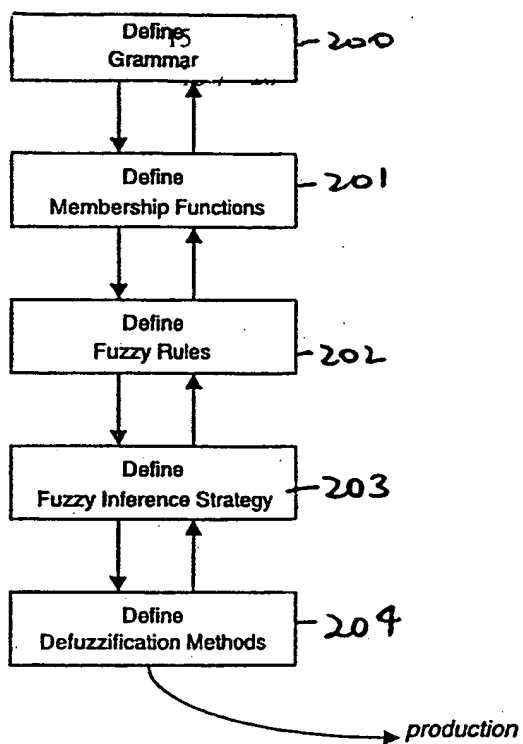 Define
15
Grammar
200
Define
Membership Functions
201
Define
Fuzzy Rules
202
Define
Fuzzy Inference Strategy
203
Define
Defuzzification Methods
204
production